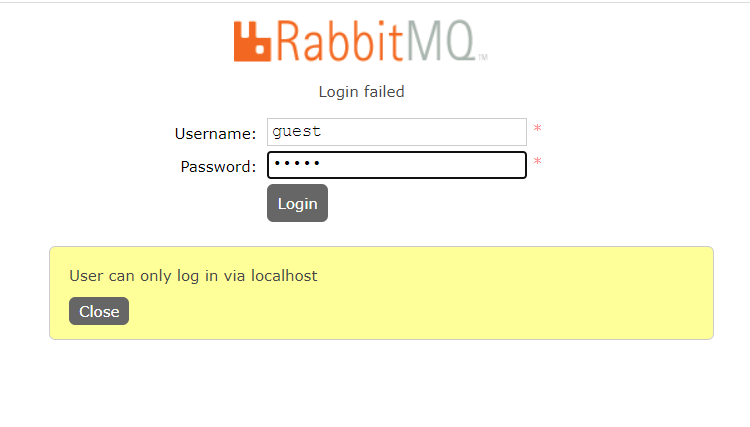 RabbitMQ™
Login failed
Username: guest *
Password: ••••• *
Login
User can only log in via localhost
Close